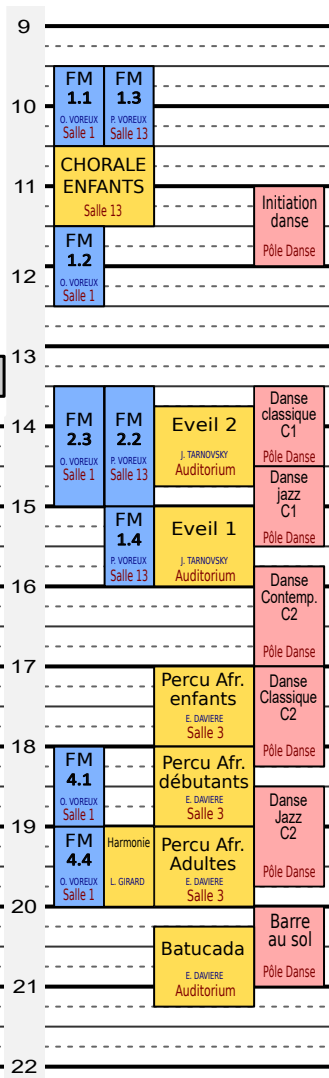 9
FM
1.1
O. VOREUX
Salle 1
FM
1.3
P. VOREUX
Salle 13
10
CHORALE
ENFANTS
Salle 13
11
Initiation
danse
Pôle Danse
FM
1.2
O. VOREUX
Salle 1
12
13
FM
2.3
O. VOREUX
Salle 1
FM
2.2
P. VOREUX
Salle 13
Eveil 2
J. TARNOVSKY
Auditorium
Danse
classique
C1
Pôle Danse
14
Danse
jazz
C1
Pôle Danse
15
FM
1.4
P. VOREUX
Salle 13
Eveil 1
J. TARNOVSKY
Auditorium
16
Danse
Contemp.
C2
Pôle Danse
17
Percu Afr.
enfants
E. DAVIERE
Salle 3
Danse
Classique
C2
Pôle Danse
18
FM
4.1
O. VOREUX
Salle 1
Percu Afr.
débutants
E. DAVIERE
Salle 3
Danse
Jazz
C2
Pôle Danse
19
FM
4.4
O. VOREUX
Salle 1
Harmonie
L. GIRARD
Percu Afr.
Adultes
E. DAVIERE
Salle 3
20
Batucada
E. DAVIERE
Auditorium
Barre
au sol
Pôle Danse
21
22